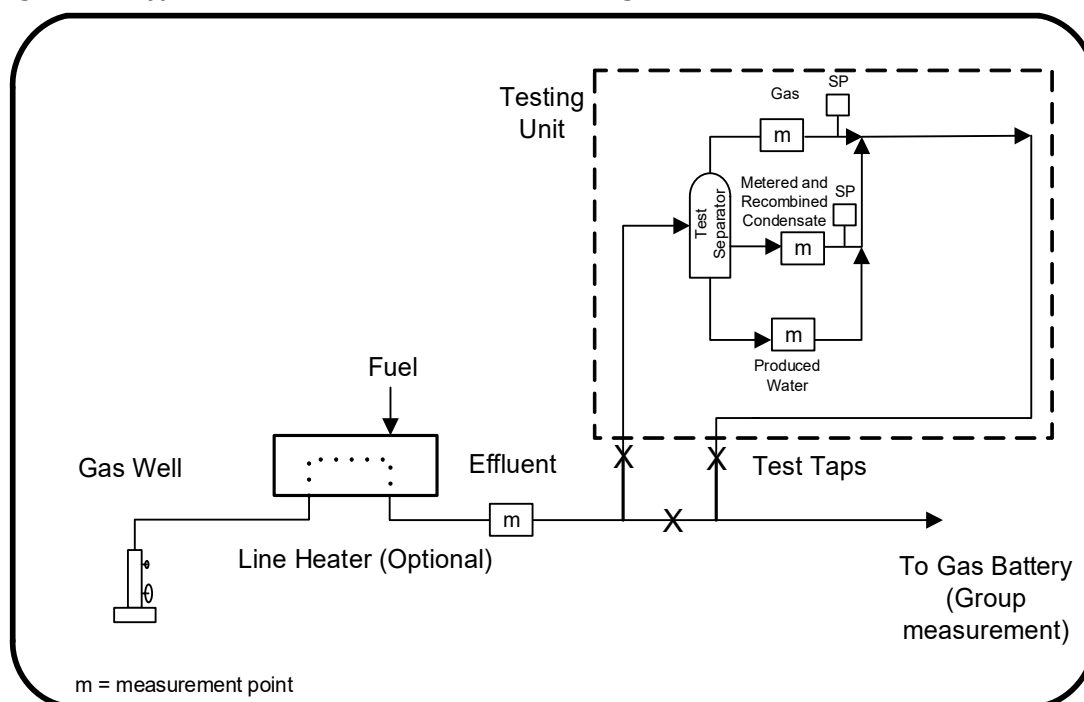 Testing
Unit
Gas
SP
m
Metered and
Recombined
Condensate
SP
Test
Separator
m
m
Produced
Water
Fuel
Gas Well
Effluent
Test Taps
X
X
m
X
Line Heater (Optional)
To Gas Battery
(Group
measurement)
m = measurement point